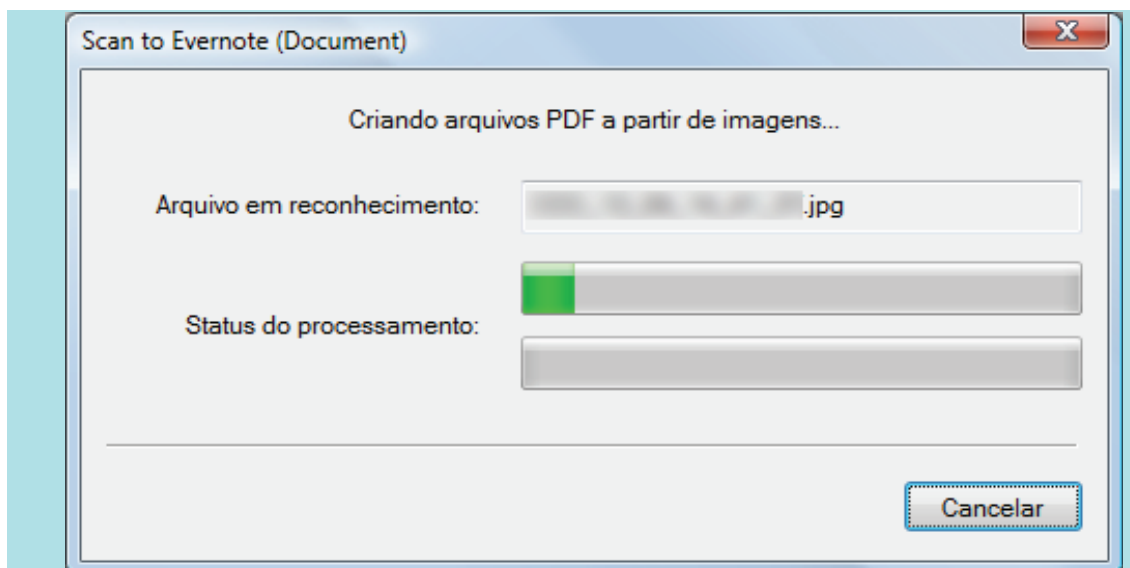 Scan to Evernote (Document)
Criando arquivos PDF a partir de imagens...
Arquivo em reconhecimento:
.jpg
Status do processamento:
Cancelar